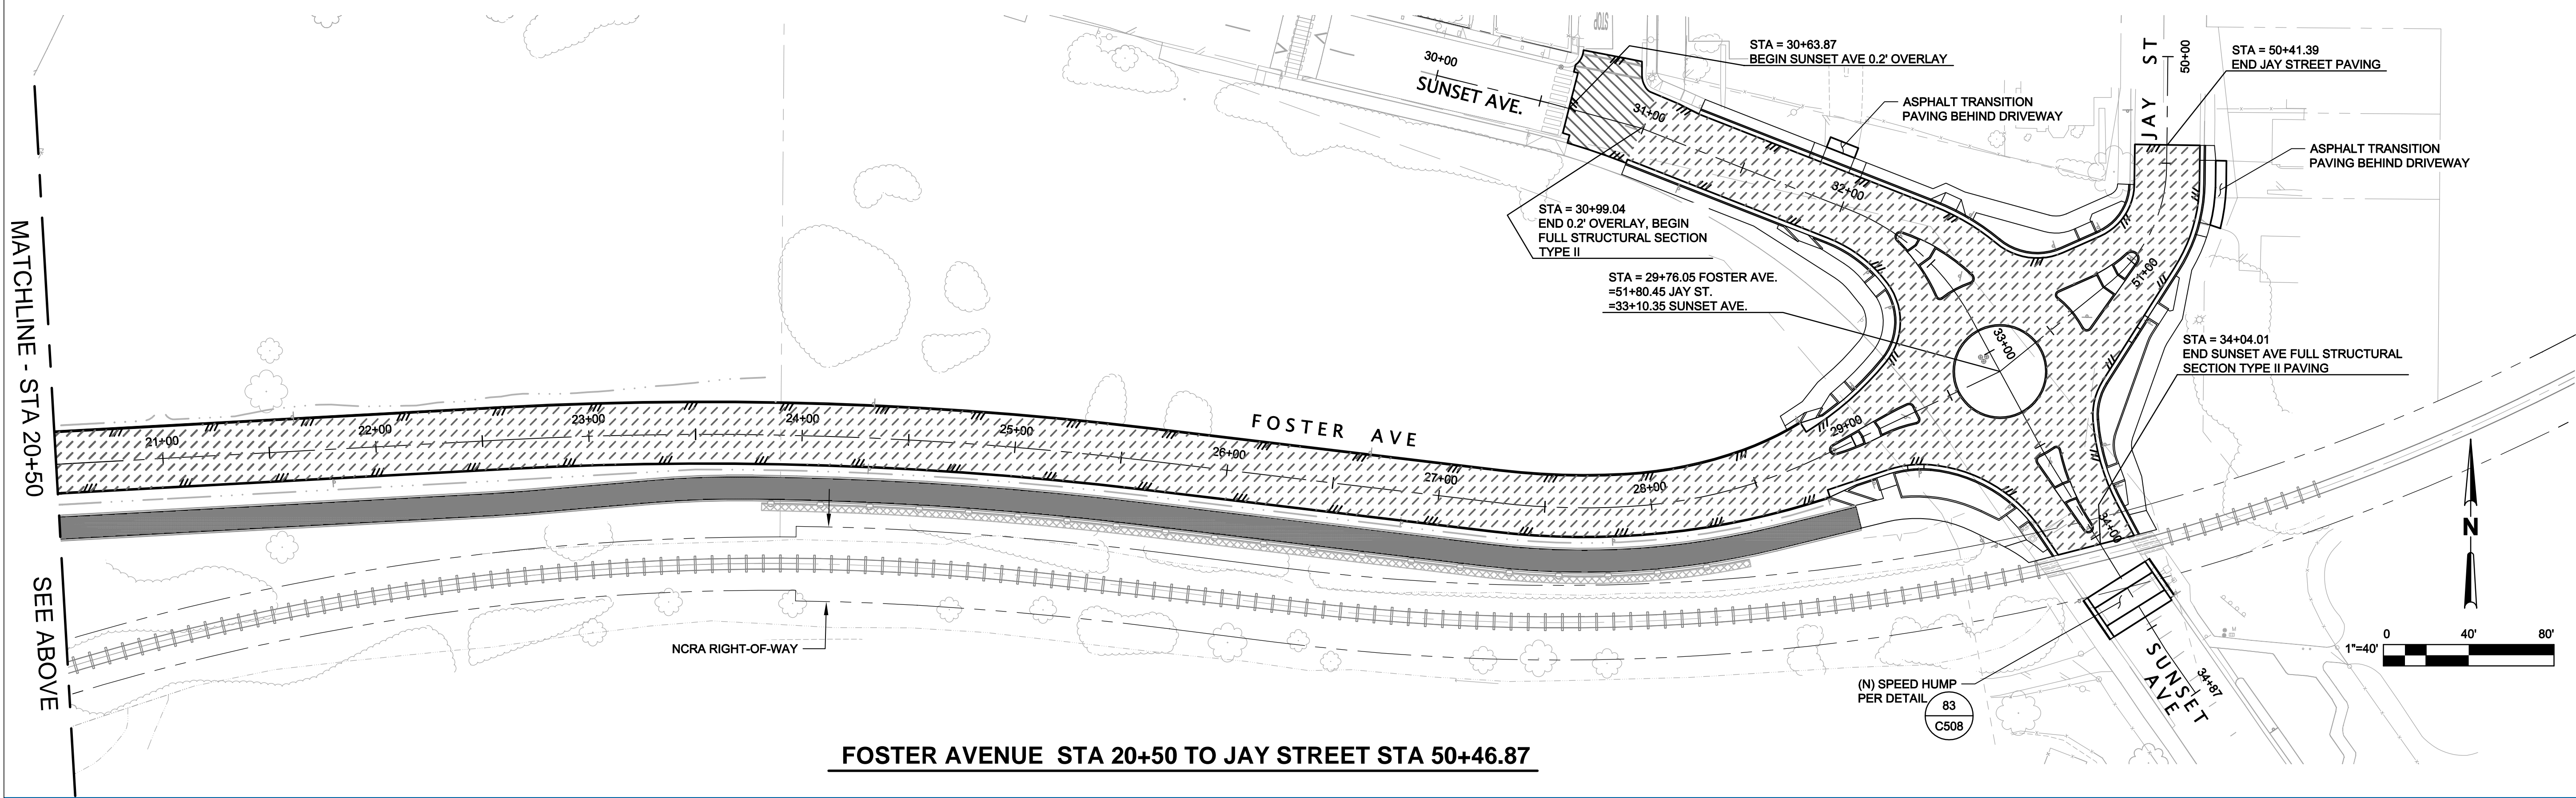 MATCHLINE - STA 20+50
SEE ABOVE
STOP
30+00
SUNSET AVE.
STA = 30+63.87
BEGIN SUNSET AVE 0.2' OVERLAY
ASPHALT TRANSITION
PAVING BEHIND DRIVEWAY
JAY ST
50+00
STA = 50+41.39
END JAY STREET PAVING
ASPHALT TRANSITION
PAVING BEHIND DRIVEWAY
31+00
32+00
STA = 30+99.04
END 0.2' OVERLAY, BEGIN
FULL STRUCTURAL SECTION
TYPE II
STA = 29+76.05 FOSTER AVE.
=51+80.45 JAY ST.
=33+10.35 SUNSET AVE.
51+00
33+00
STA = 34+04.01
END SUNSET AVE FULL STRUCTURAL
SECTION TYPE II PAVING
21+00
22+00
23+00
24+00
25+00
26+00
27+00
28+00
29+00
FOSTER AVE
34+00
NCRA RIGHT-OF-WAY
(N) SPEED HUMP
PER DETAIL
83
C508
SUNSET
AVE
34+87
N
0 40' 80'
1"=40'
FOSTER AVENUE STA 20+50 TO JAY STREET STA 50+46.87